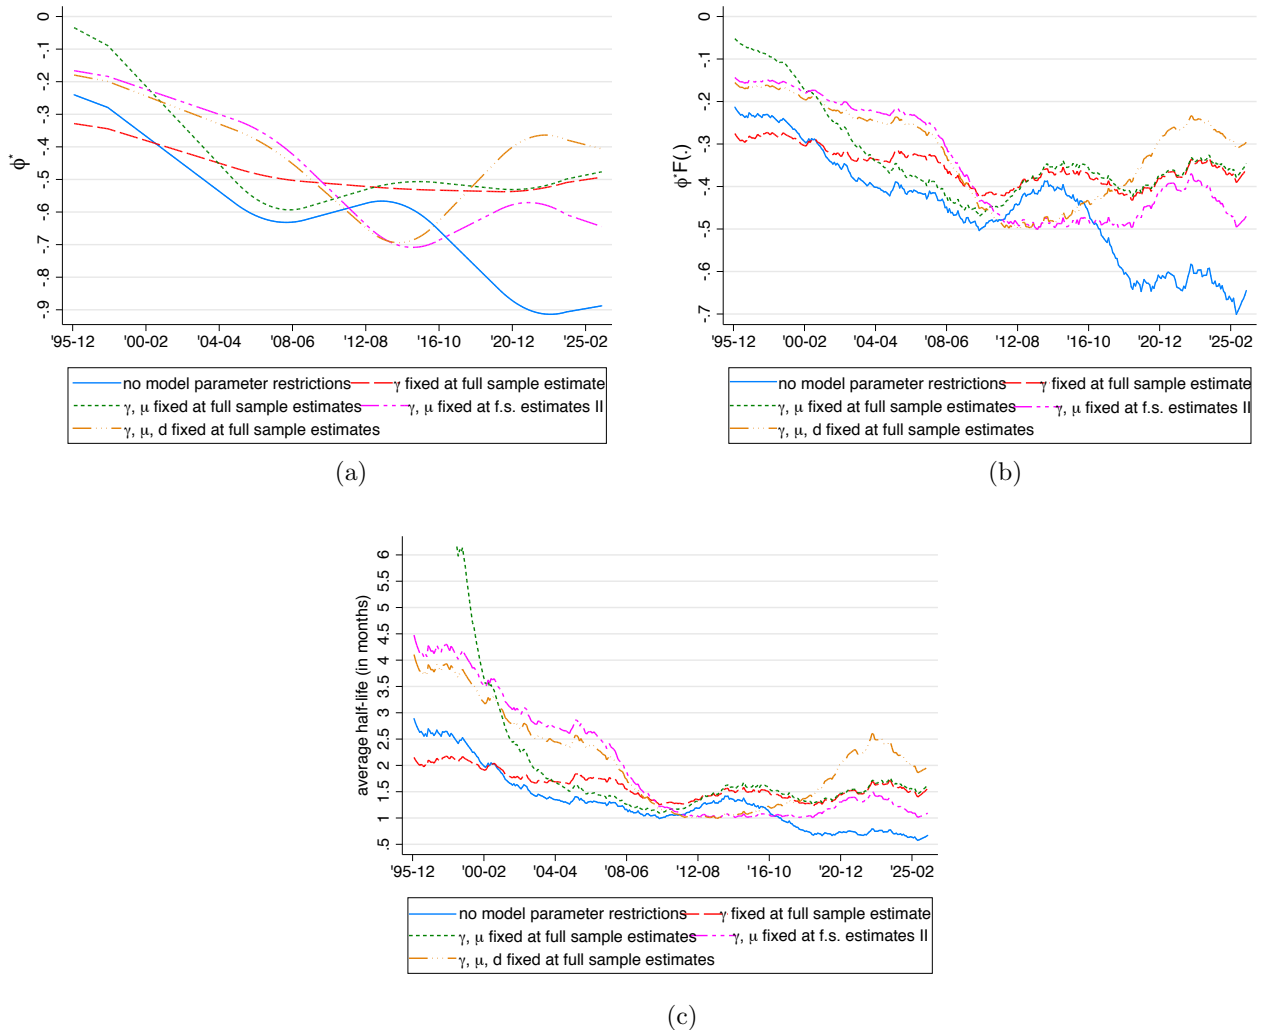 0
-.1
-.2
-.3
-.4
-.5
-.6
-.7
-.8
-.9
ϕ*
'95-12 '00-02 '04-04 '08-06 '12-08 '16-10 '20-12 '25-02
no model parameter restrictions γ fixed at full sample estimate
γ, μ fixed at full sample estimates γ, μ fixed at f.s. estimates II
γ, μ, d fixed at full sample estimates
(a)
0
-.1
-.2
-.3
-.4
-.5
-.6
-.7
ϕ*F(.)
'95-12 '00-02 '04-04 '08-06 '12-08 '16-10 '20-12 '25-02
no model parameter restrictions γ fixed at full sample estimate
γ, μ fixed at full sample estimates γ, μ fixed at f.s. estimates II
γ, μ, d fixed at full sample estimates
(b)
6
5.5
5
4.5
4
3.5
3
2.5
2
1.5
1
.5
average half-life (in months)
'95-12 '00-02 '04-04 '08-06 '12-08 '16-10 '20-12 '25-02
no model parameter restrictions γ fixed at full sample estimate
γ, μ fixed at full sample estimates γ, μ fixed at f.s. estimates II
γ, μ, d fixed at full sample estimates
(c)